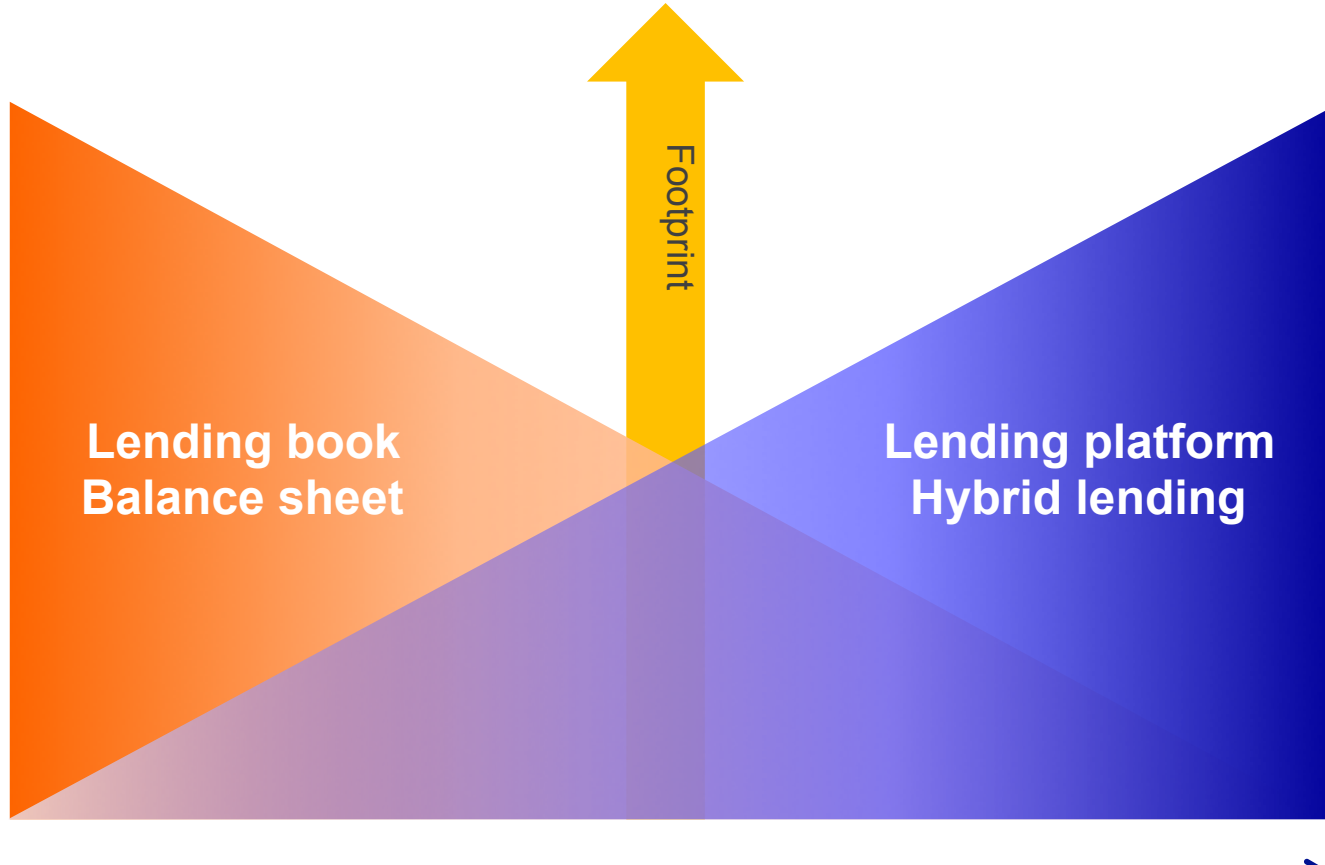 Footprint
Lending book
Balance sheet
Lending platform
Hybrid lending